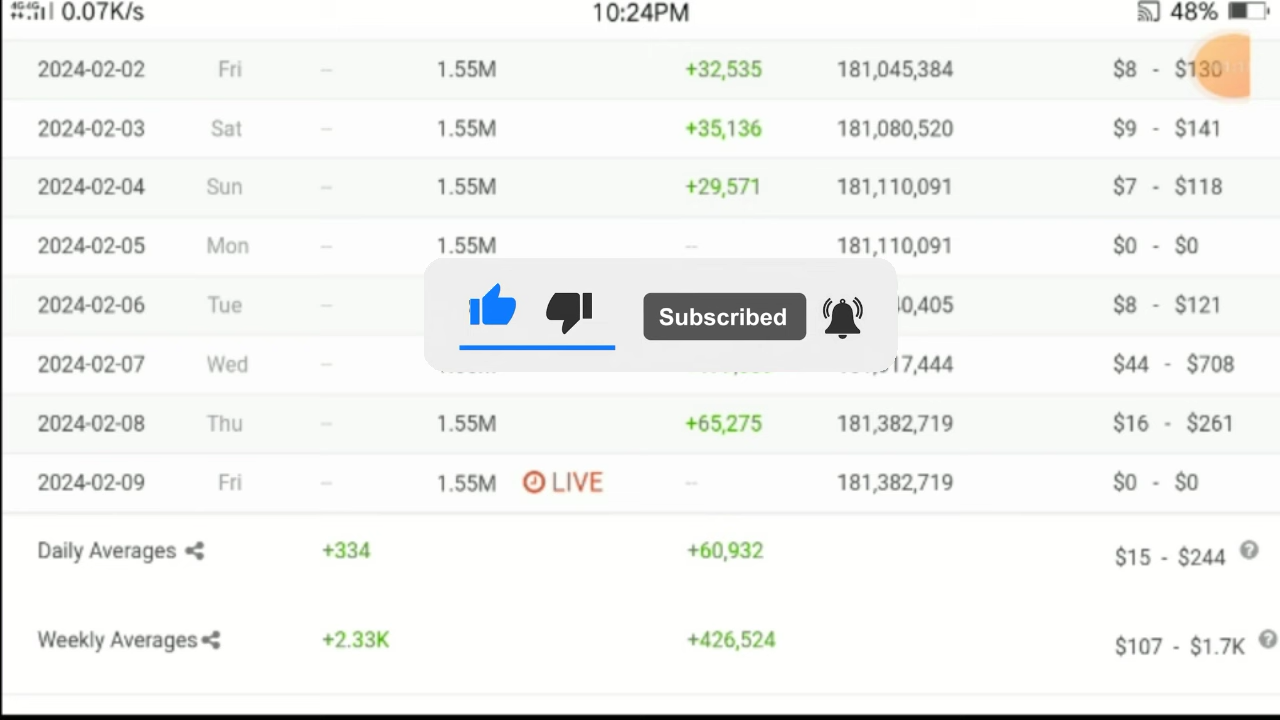 0.07K/s 10:24PM 48%
2024-02-02 Fri -- 1.55M +32,535 181,045,384 $8 - $130
2024-02-03 Sat -- 1.55M +35,136 181,080,520 $9 - $141
2024-02-04 Sun -- 1.55M +29,571 181,110,091 $7 - $118
2024-02-05 Mon -- 1.55M -- 181,110,091 $0 - $0
2024-02-06 Tue -- $8 - $121
Subscribed
2024-02-07 Wed -- $44 - $708
2024-02-08 Thu -- 1.55M +65,275 181,382,719 $16 - $261
2024-02-09 Fri -- 1.55M LIVE -- 181,382,719 $0 - $0
Daily Averages +334 +60,932 $15 - $244
Weekly Averages +2.33K +426,524 $107 - $1.7K